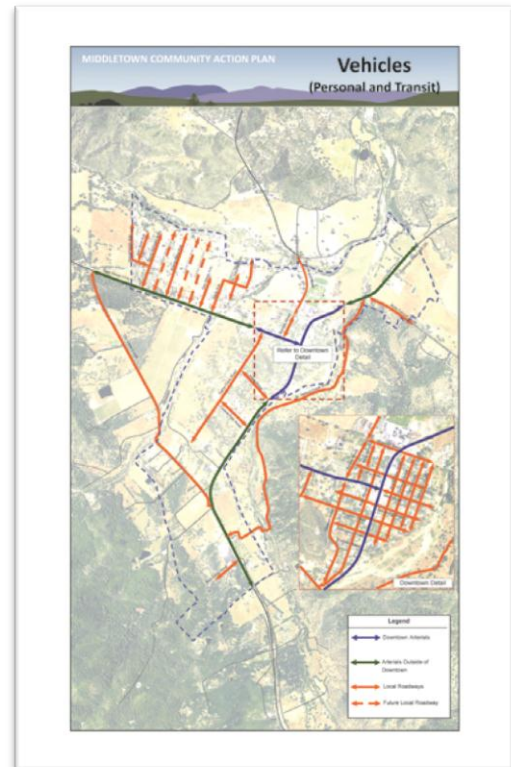 MIDDLETOWN COMMUNITY ACTION PLAN
Vehicles
(Personal and Transit)
Refer to Downtown
Detail
Downtown Detail
Legend
Downtown Arterials
Arterials Outside of
Downtown
Local Roadways
Future Local Roadway